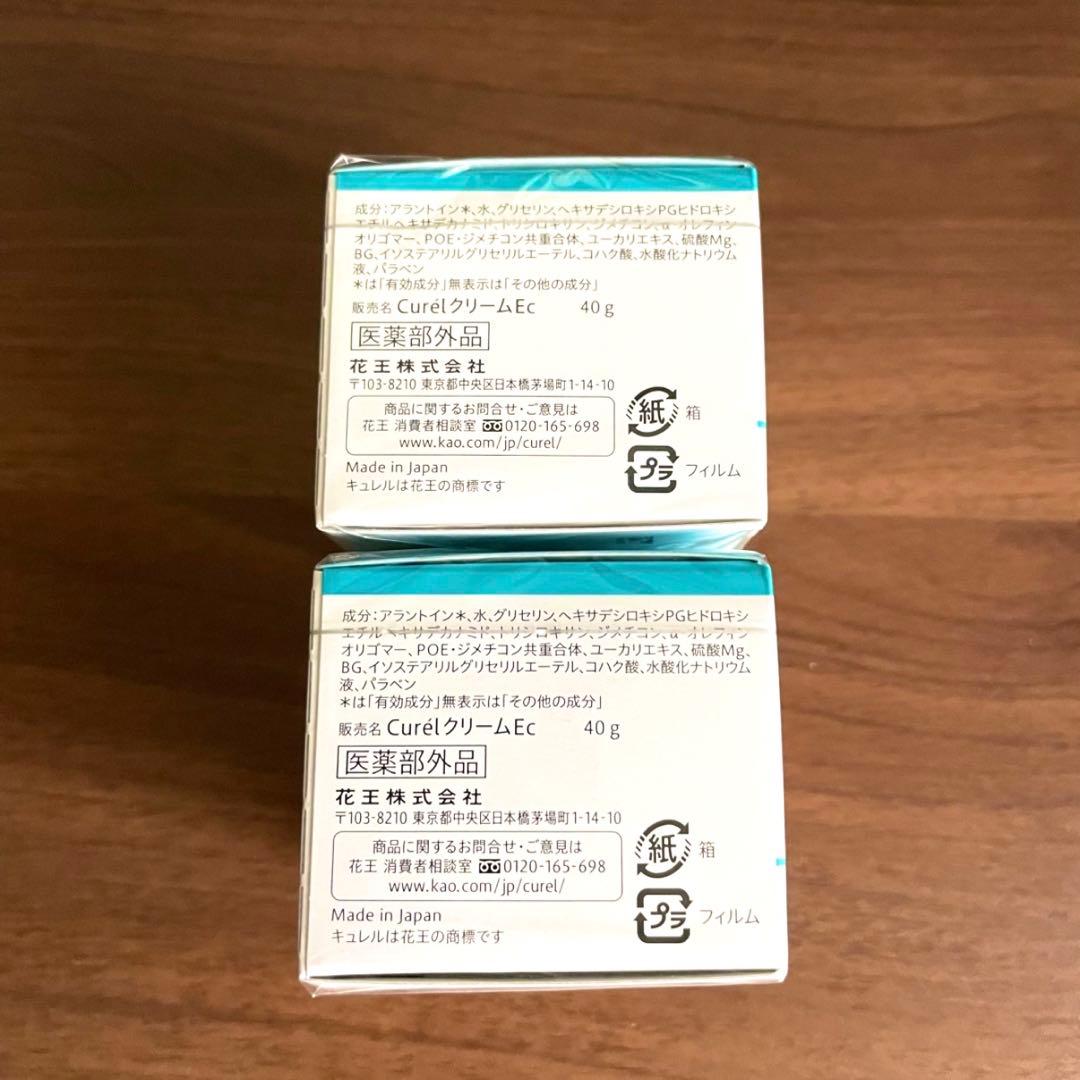 成分：アラントイン＊、水、グリセリン、ヘキサデシロキシPGヒドロキシ
エチルヘキサデカナミド、トリシロキサン、ジメチコン、α-オレフィン
オリゴマー、POE・ジメチコン共重合体、ユーカリエキス、硫酸Mg、
BG、イソステアリルグリセリルエーテル、コハク酸、水酸化ナトリウム
液、パラベン
＊は「有効成分」無表示は「その他の成分」
販売名 CurélクリームEc 40g
医薬部外品
花王株式会社
〒103-8210 東京都中央区日本橋茅場町1-14-10
商品に関するお問合せ・ご意見は
花王 消費者相談室 0120-165-698
www.kao.com/jp/curel/
紙 箱
プラ フィルム
Made in Japan
キュレルは花王の商標です
成分：アラントイン＊、水、グリセリン、ヘキサデシロキシPGヒドロキシ
エチルヘキサデカナミド、トリシロキサン、ジメチコン、α-オレフィン
オリゴマー、POE・ジメチコン共重合体、ユーカリエキス、硫酸Mg、
BG、イソステアリルグリセリルエーテル、コハク酸、水酸化ナトリウム
液、パラベン
＊は「有効成分」無表示は「その他の成分」
販売名 CurélクリームEc 40g
医薬部外品
花王株式会社
〒103-8210 東京都中央区日本橋茅場町1-14-10
商品に関するお問合せ・ご意見は
花王 消費者相談室 0120-165-698
www.kao.com/jp/curel/
紙 箱
プラ フィルム
Made in Japan
キュレルは花王の商標です